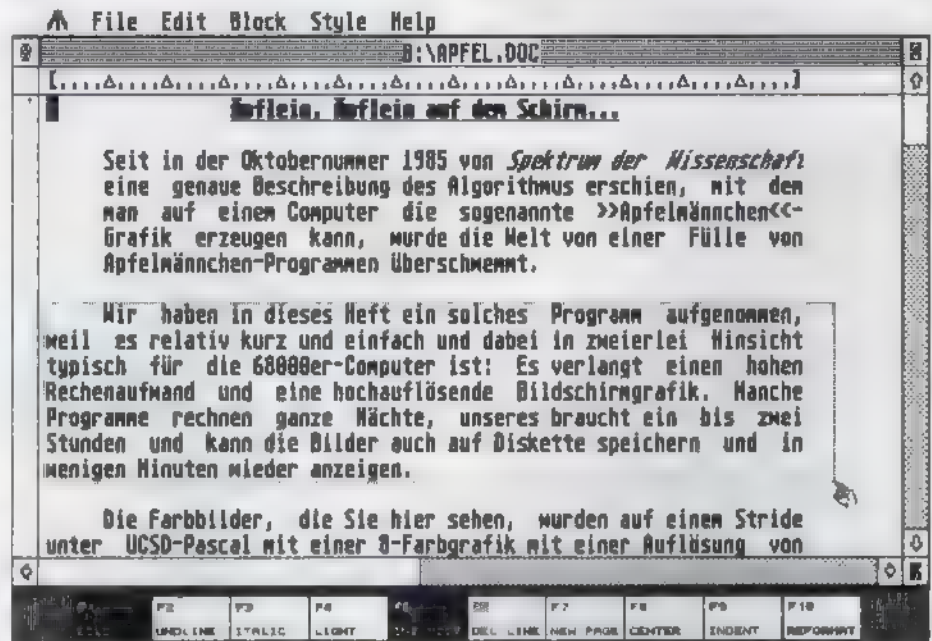 File Edit Block Style Help
B:\APFEL.DOC
auf dem Schirm...
Seit in der Oktobernummer 1985 von Spektrum der Wissenschaft
eine genaue Beschreibung des Algorithmus erschien, mit dem
man auf einem Computer die sogenannte >>Apfelmännchen<<-
Grafik erzeugen kann, wurde die Welt von einer Fülle von
Apfelmännchen-Programmen überschwemmt.
Wir haben in dieses Heft ein solches Programm aufgenommen,
weil es relativ kurz und einfach und dabei in zweierlei Hinsicht
typisch für die 68000er-Computer ist: Es verlangt einen hohen
Rechenaufwand und eine hochauflösende Bildschirmgrafik. Manche
Programme rechnen ganze Nächte, unseres braucht ein bis zwei
Stunden und kann die Bilder auch auf Diskette speichern und in
wenigen Minuten wieder anzeigen.
Die Farbbilder, die Sie hier sehen, wurden auf einem Stride
unter UCSD-Pascal mit einer 8-Farbgrafik mit einer Auflösung von
F2 F3 F4 F7 F8 F9 F10
BOLD UNDLINE ITALIC LIGHT DEL LINE NEW PAGE CENTER INDENT REFORMAT